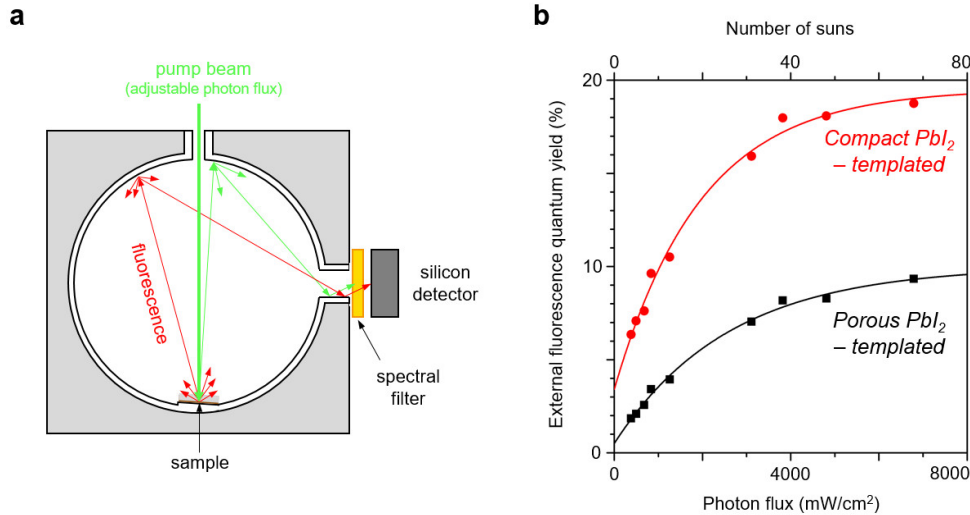 a
pump beam
(adjustable photon flux)
fluorescence
silicon
detector
spectral
filter
sample
b
Number of suns
0 40 80
External fluorescence quantum yield (%)
20
10
0
Compact PbI₂
– templated
Porous PbI₂
– templated
0 4000 8000
Photon flux (mW/cm²)